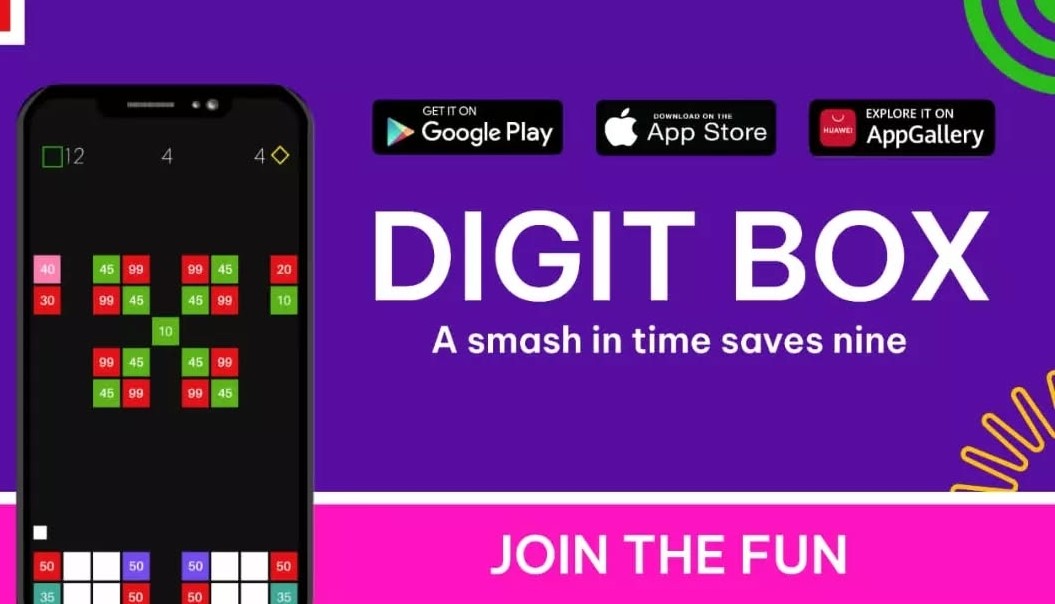 GET IT ON
Google Play
Download on the
App Store
HUAWEI
EXPLORE IT ON
AppGallery
12 4 4
40 45 99 99 45 20
30 99 45 45 99 10
10
99 45 45 99
45 99 99 45
50 50 50 50
35 50 50 35
DIGIT BOX
A smash in time saves nine
JOIN THE FUN